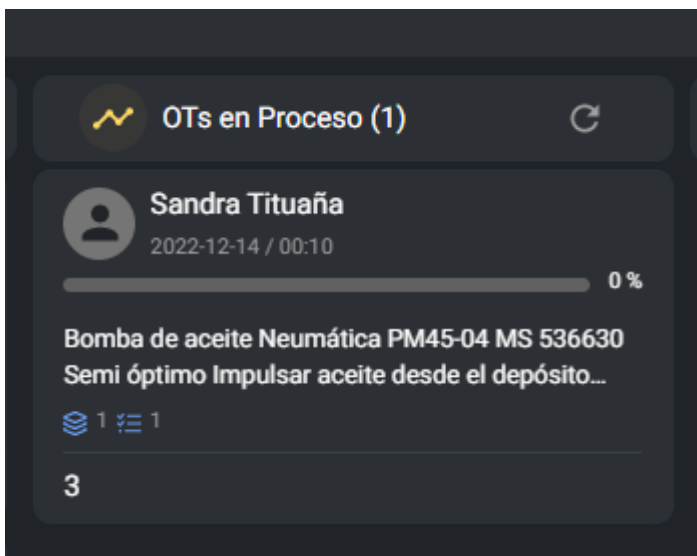 OTs en Proceso (1)
Sandra Tituaña
2022-12-14 / 00:10
0 %
Bomba de aceite Neumática PM45-04 MS 536630
Semi óptimo Impulsar aceite desde el depósito...
1 1
3